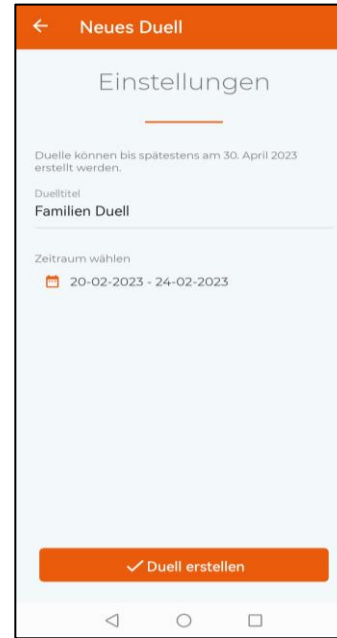 Neues Duell
Einstellungen
Duelle können bis spätestens am 30. April 2023
erstellt werden.
Duelltitel
Familien Duell
Zeitraum wählen
20-02-2023 - 24-02-2023
Duell erstellen